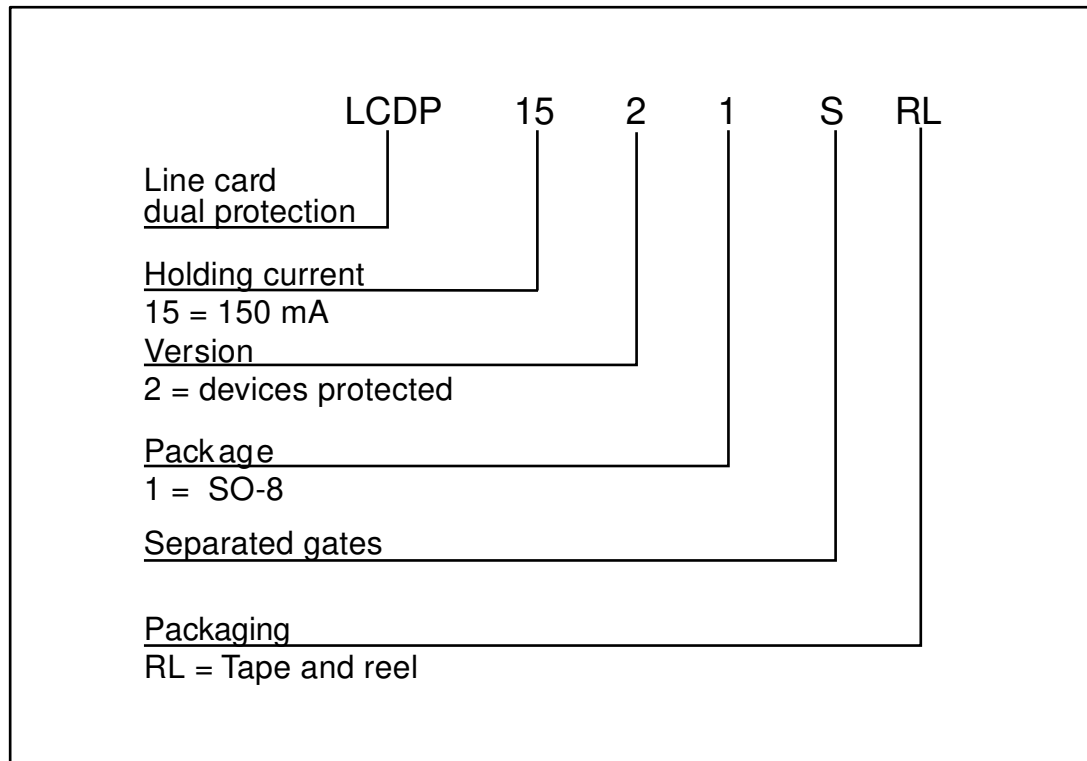 LCDP 15 2 1 S RL
Line card
dual protection
Holding current
15 = 150 mA
Version
2 = devices protected
Package
1 = SO-8
Separated gates
Packaging
RL = Tape and reel